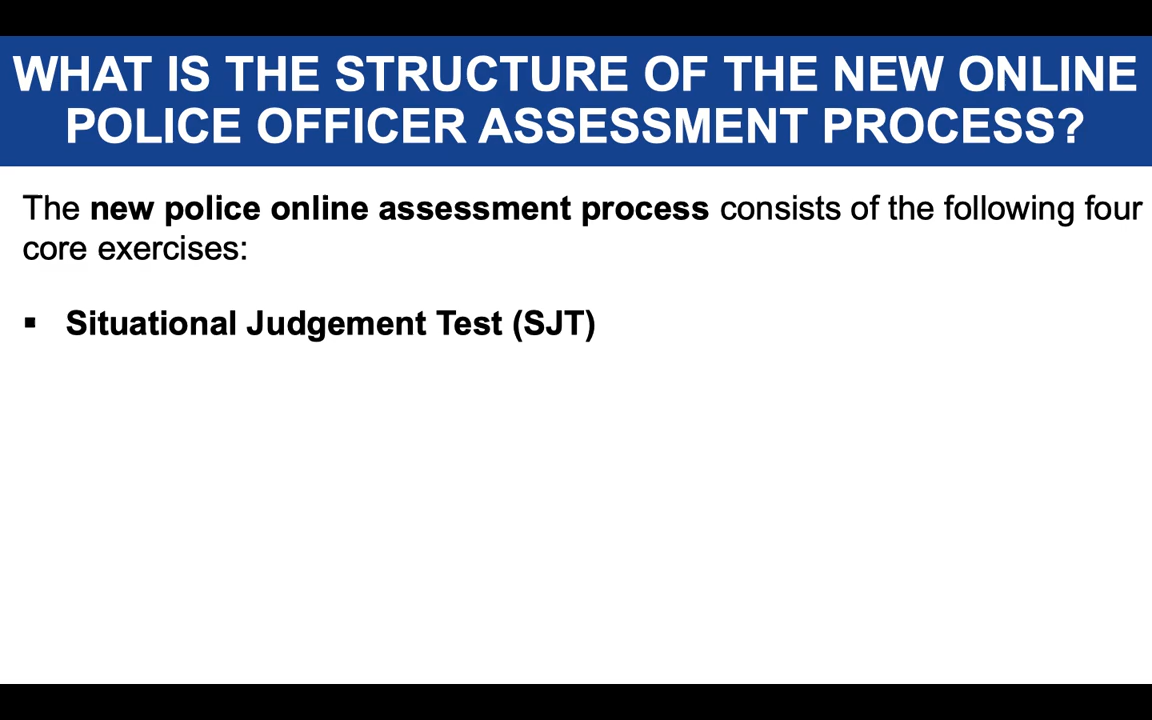 WHAT IS THE STRUCTURE OF THE NEW ONLINE
POLICE OFFICER ASSESSMENT PROCESS?
The new police online assessment process consists of the following four
core exercises:
▪ Situational Judgement Test (SJT)